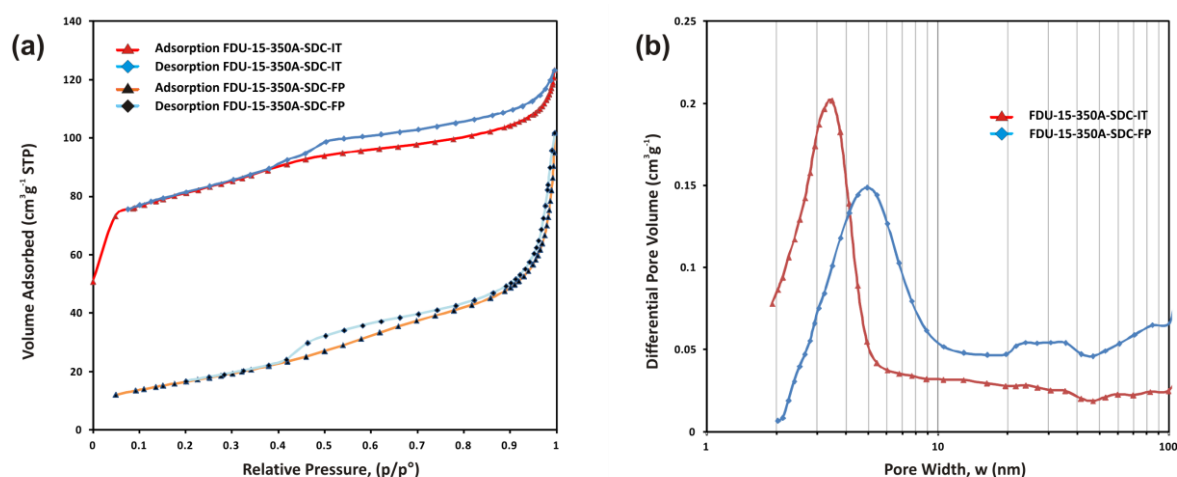 (a)
Volume Adsorbed (cm³g⁻¹ STP)
140
120
100
80
60
40
20
0
Adsorption FDU-15-350A-SDC-IT
Desorption FDU-15-350A-SDC-IT
Adsorption FDU-15-350A-SDC-FP
Desorption FDU-15-350A-SDC-FP
0 0.1 0.2 0.3 0.4 0.5 0.6 0.7 0.8 0.9 1
Relative Pressure, (p/p°)
(b)
Differential Pore Volume (cm³g⁻¹)
0.25
0.2
0.15
0.1
0.05
0
FDU-15-350A-SDC-IT
FDU-15-350A-SDC-FP
1 10 100
Pore Width, w (nm)